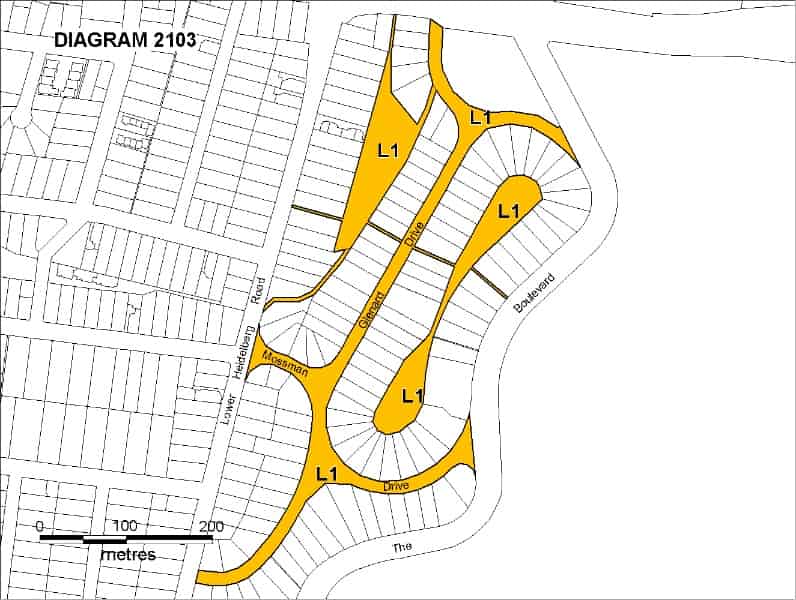 DIAGRAM 2103
L1
L1
L1
Drive
Glenard
Boulevard
Road
Heidelberg
Lower
Mossman
L1
L1
Drive
The
0 100 200
metres